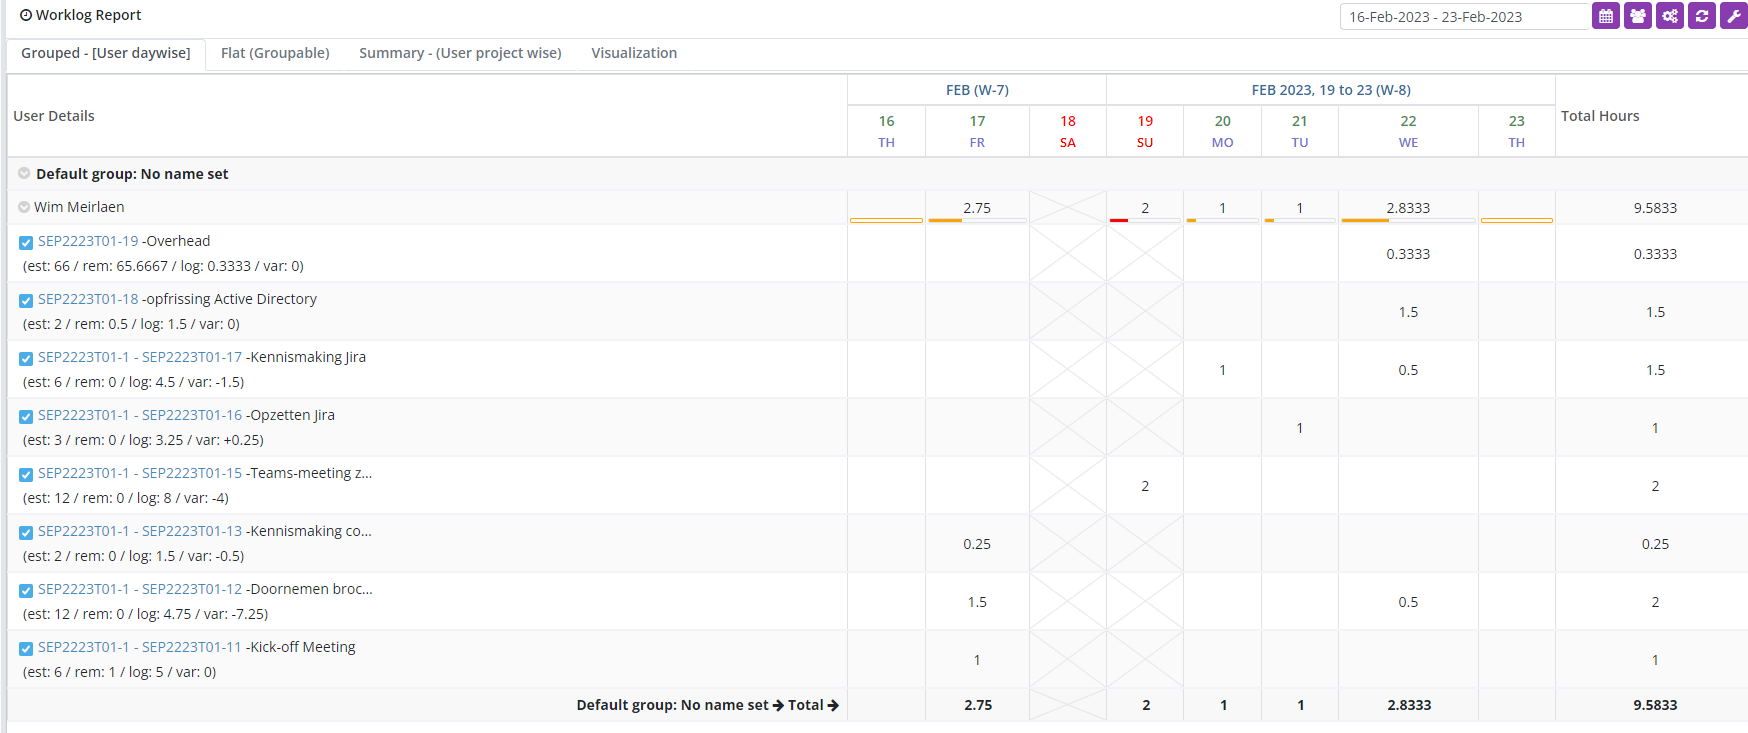 Worklog Report
16-Feb-2023 - 23-Feb-2023
Grouped - [User daywise] Flat (Groupable) Summary - (User project wise) Visualization
User Details FEB (W-7) FEB 2023, 19 to 23 (W-8) Total Hours
16 17 18 19 20 21 22 23
TH FR SA SU MO TU WE TH
Default group: No name set
Wim Meirlaen 2.75 2 1 1 2.8333 9.5833
SEP2223T01-19 -Overhead
(est: 66 / rem: 65.6667 / log: 0.3333 / var: 0) 0.3333 0.3333
SEP2223T01-18 -opfrissing Active Directory
(est: 2 / rem: 0.5 / log: 1.5 / var: 0) 1.5 1.5
SEP2223T01-1 - SEP2223T01-17 -Kennismaking Jira
(est: 6 / rem: 0 / log: 4.5 / var: -1.5) 1 0.5 1.5
SEP2223T01-1 - SEP2223T01-16 -Opzetten Jira
(est: 3 / rem: 0 / log: 3.25 / var: +0.25) 1 1
SEP2223T01-1 - SEP2223T01-15 -Teams-meeting z...
(est: 12 / rem: 0 / log: 8 / var: -4) 2 2
SEP2223T01-1 - SEP2223T01-13 -Kennismaking co...
(est: 2 / rem: 0 / log: 1.5 / var: -0.5) 0.25 0.25
SEP2223T01-1 - SEP2223T01-12 -Doornemen broc...
(est: 12 / rem: 0 / log: 4.75 / var: -7.25) 1.5 0.5 2
SEP2223T01-1 - SEP2223T01-11 -Kick-off Meeting
(est: 6 / rem: 1 / log: 5 / var: 0) 1 1
Default group: No name set → Total → 2.75 2 1 1 2.8333 9.5833